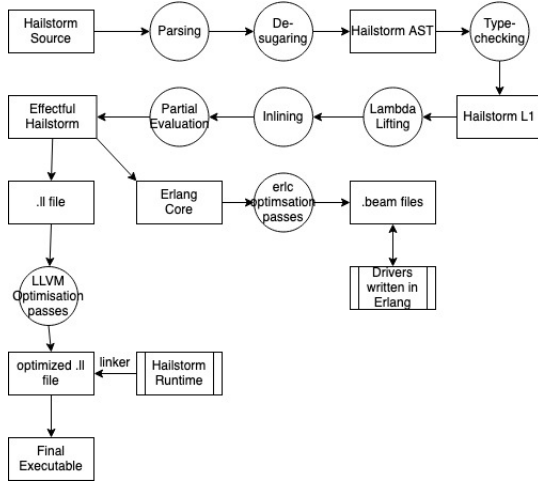 Hailstorm
Source
Parsing
De-
sugaring
Hailstorm AST
Type-
checking
Effectful
Hailstorm
Partial
Evaluation
Inlining
Lambda
Lifting
Hailstorm L1
.ll file
Erlang
Core
erlc
optimsation
passes
.beam files
LLVM
Optimisation
passes
Drivers
written in
Erlang
optimized .ll
file
linker
Hailstorm
Runtime
Final
Executable